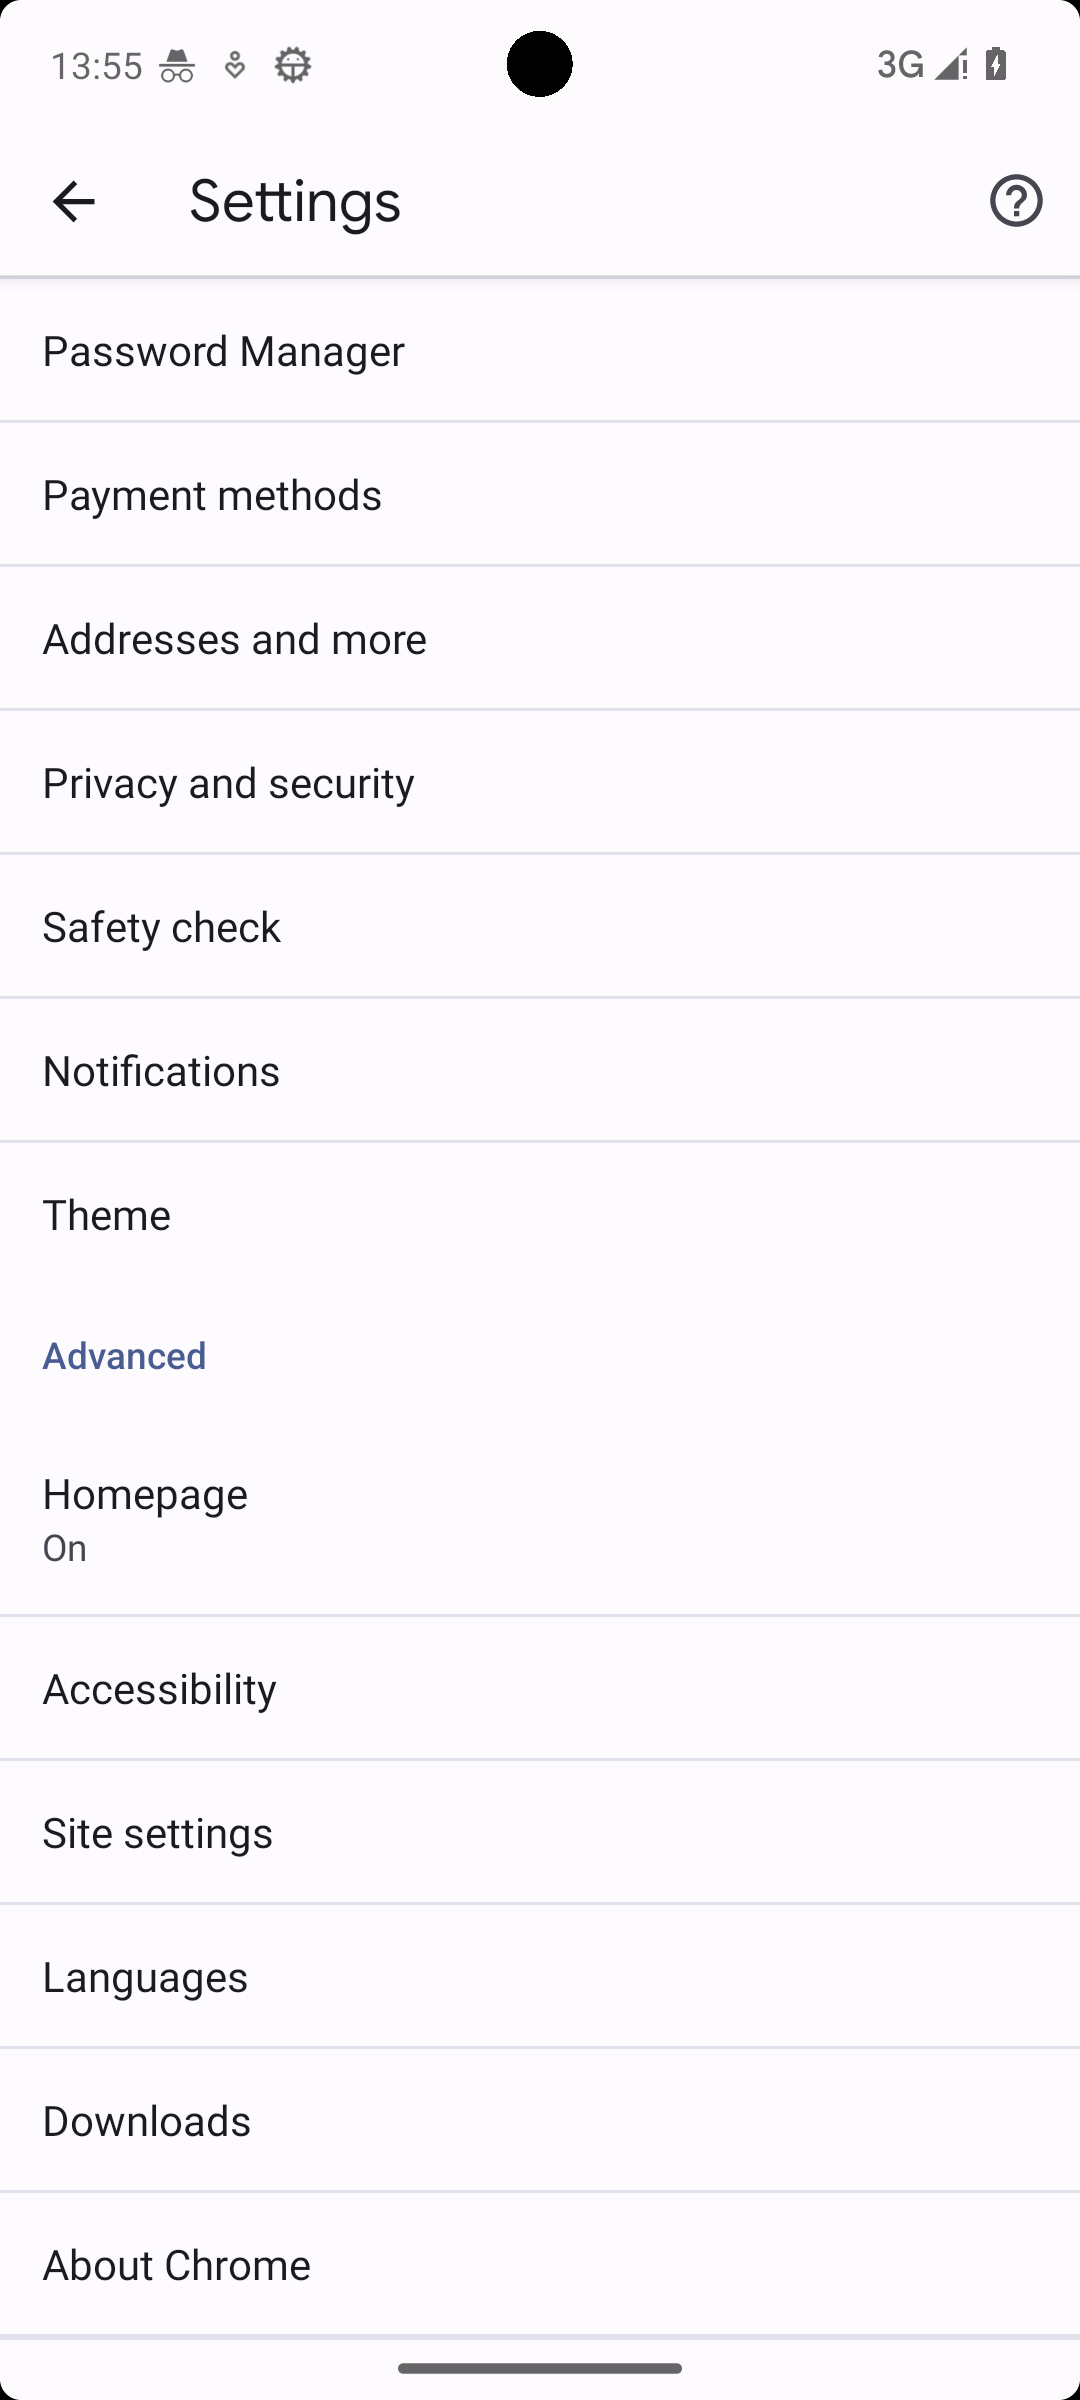 13:55
3G
Settings
Password Manager
Payment methods
Addresses and more
Privacy and security
Safety check
Notifications
Theme
Advanced
Homepage
On
Accessibility
Site settings
Languages
Downloads
About Chrome